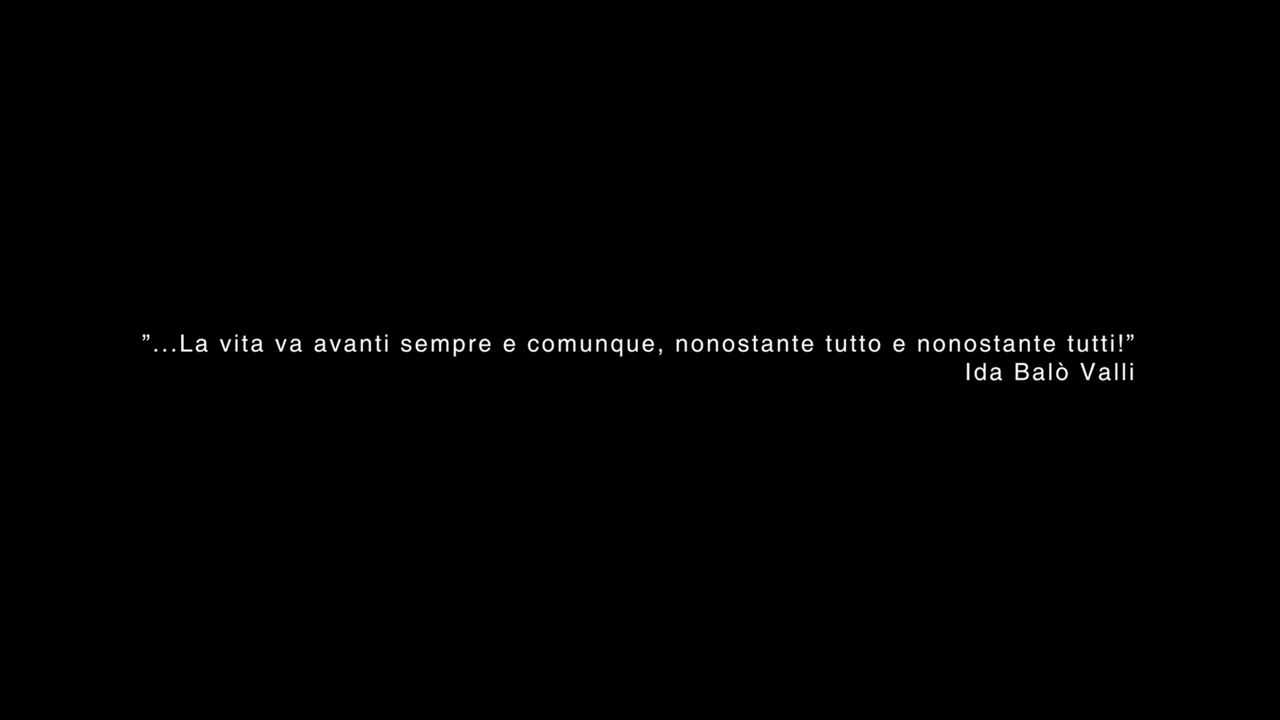 ”...La vita va avanti sempre e comunque, nonostante tutto e nonostante tutti!”
Ida Balò Valli